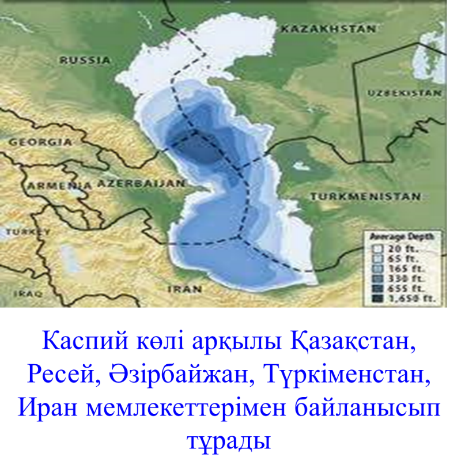 KAZAKHSTAN
RUSSIA
UZBEKISTAN
GEORGIA
ARMENIA AZERBAIJAN
TURKMENISTAN
TURKEY
Average Depth
20 ft.
65 ft.
165 ft.
330 ft.
655 ft.
1,650 ft.
IRAN
IRAQ
Каспий көлі арқылы Қазақстан,
Ресей, Әзірбайжан, Түркіменстан,
Иран мемлекеттерімен байланысып
тұрады